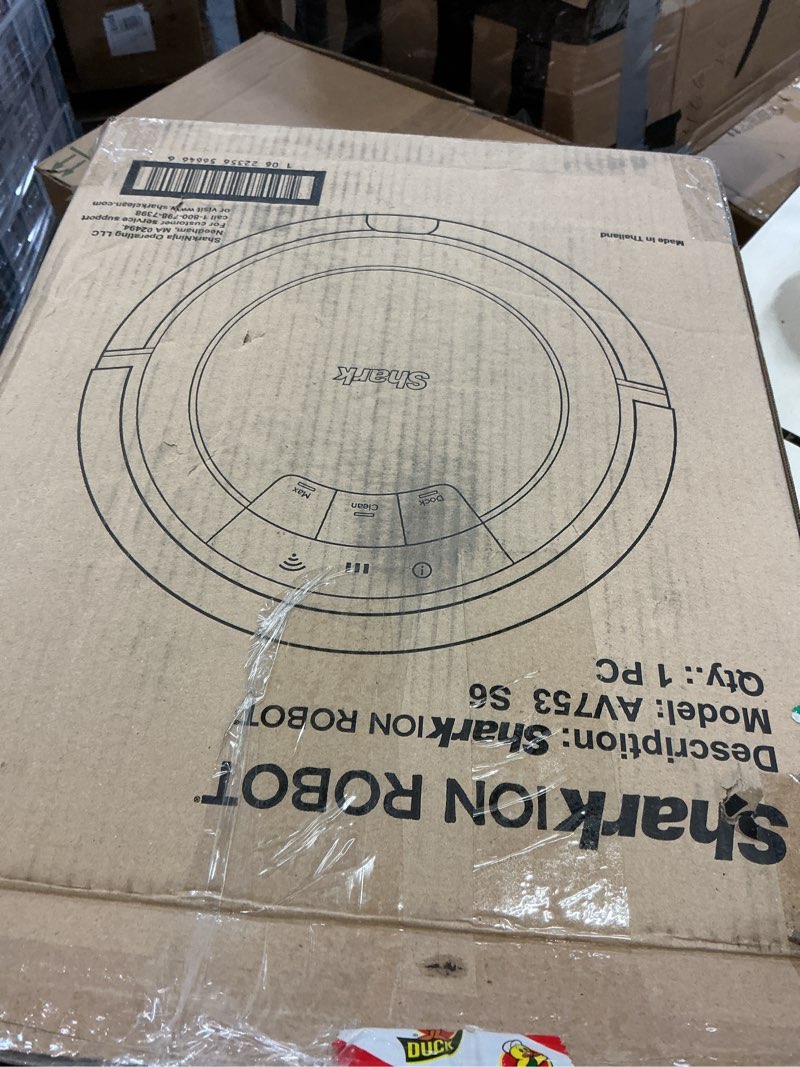 Shark ION ROBOT®
Description: Shark ION ROBOT™
Model: AV753 S6
Qty.: 1 PC
Dock
Clean
Max
Shark
Made in Thailand
SharkNinja Operating LLC
Needham, MA 02494
For customer service support
call 1-800-798-7398
or visit www.sharkclean.com
1 06 22356 56646 6
DUCK